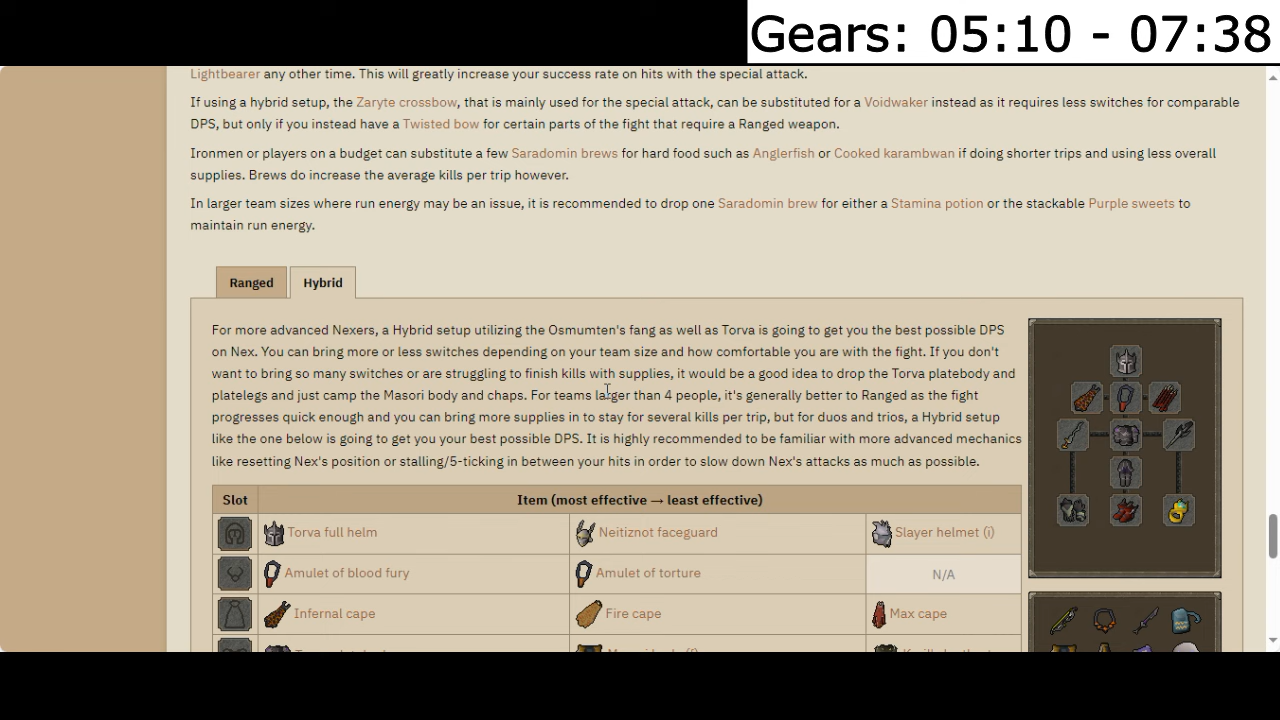 Gears: 05:10 - 07:38
Lightbearer any other time. This will greatly increase your success rate on hits with the special attack.
If using a hybrid setup, the Zaryte crossbow, that is mainly used for the special attack, can be substituted for a Voidwaker instead as it requires less switches for comparable
DPS, but only if you instead have a Twisted bow for certain parts of the fight that require a Ranged weapon.
Ironmen or players on a budget can substitute a few Saradomin brews for hard food such as Anglerfish or Cooked karambwan if doing shorter trips and using less overall
supplies. Brews do increase the average kills per trip however.
In larger team sizes where run energy may be an issue, it is recommended to drop one Saradomin brew for either a Stamina potion or the stackable Purple sweets to
maintain run energy.
Ranged Hybrid
For more advanced Nexers, a Hybrid setup utilizing the Osmumten's fang as well as Torva is going to get you the best possible DPS
on Nex. You can bring more or less switches depending on your team size and how comfortable you are with the fight. If you don't
want to bring so many switches or are struggling to finish kills with supplies, it would be a good idea to drop the Torva platebody and
platelegs and just camp the Masori body and chaps. For teams larger than 4 people, it's generally better to Ranged as the fight
progresses quick enough and you can bring more supplies in to stay for several kills per trip, but for duos and trios, a Hybrid setup
like the one below is going to get you your best possible DPS. It is highly recommended to be familiar with more advanced mechanics
like resetting Nex's position or stalling/5-ticking in between your hits in order to slow down Nex's attacks as much as possible.
Slot Item (most effective → least effective)
Torva full helm Neitiznot faceguard Slayer helmet (i)
Amulet of blood fury Amulet of torture N/A
Infernal cape Fire cape Max cape